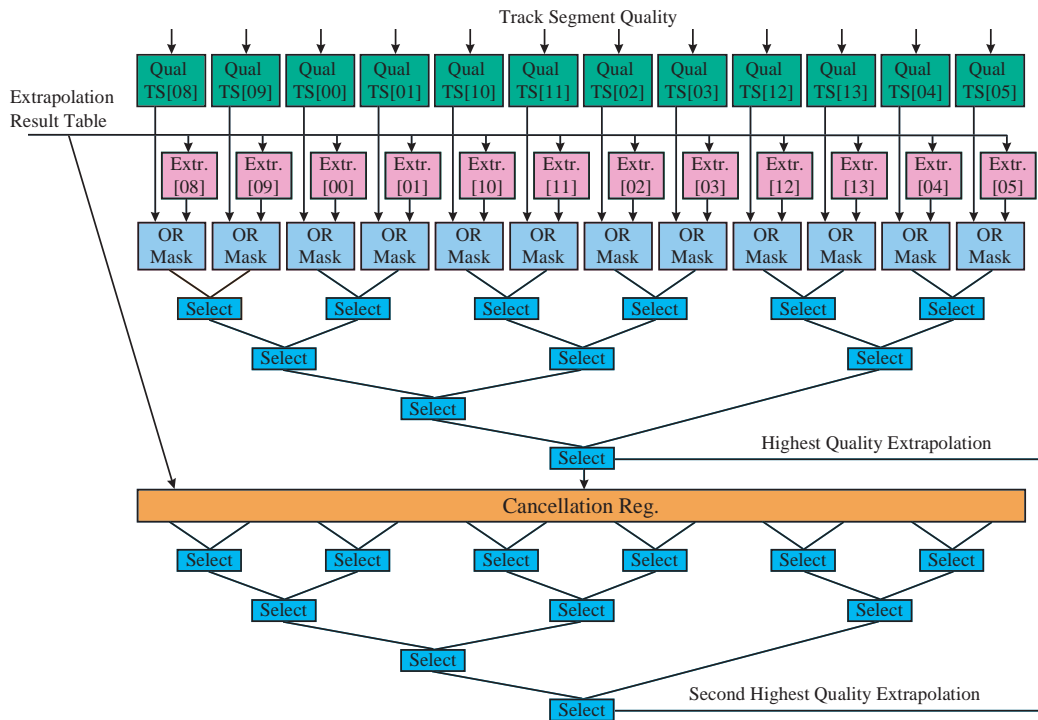 Track Segment Quality
Qual TS[08]
Qual TS[09]
Qual TS[00]
Qual TS[01]
Qual TS[10]
Qual TS[11]
Qual TS[02]
Qual TS[03]
Qual TS[12]
Qual TS[13]
Qual TS[04]
Qual TS[05]
Extrapolation
Result Table
Extr. [08]
Extr. [09]
Extr. [00]
Extr. [01]
Extr. [10]
Extr. [11]
Extr. [02]
Extr. [03]
Extr. [12]
Extr. [13]
Extr. [04]
Extr. [05]
OR Mask
OR Mask
OR Mask
OR Mask
OR Mask
OR Mask
OR Mask
OR Mask
OR Mask
OR Mask
OR Mask
OR Mask
Select
Select
Select
Select
Select
Select
Select
Select
Select
Select
Highest Quality Extrapolation
Select
Cancellation Reg.
Select
Select
Select
Select
Select
Select
Select
Select
Select
Select
Second Highest Quality Extrapolation
Select